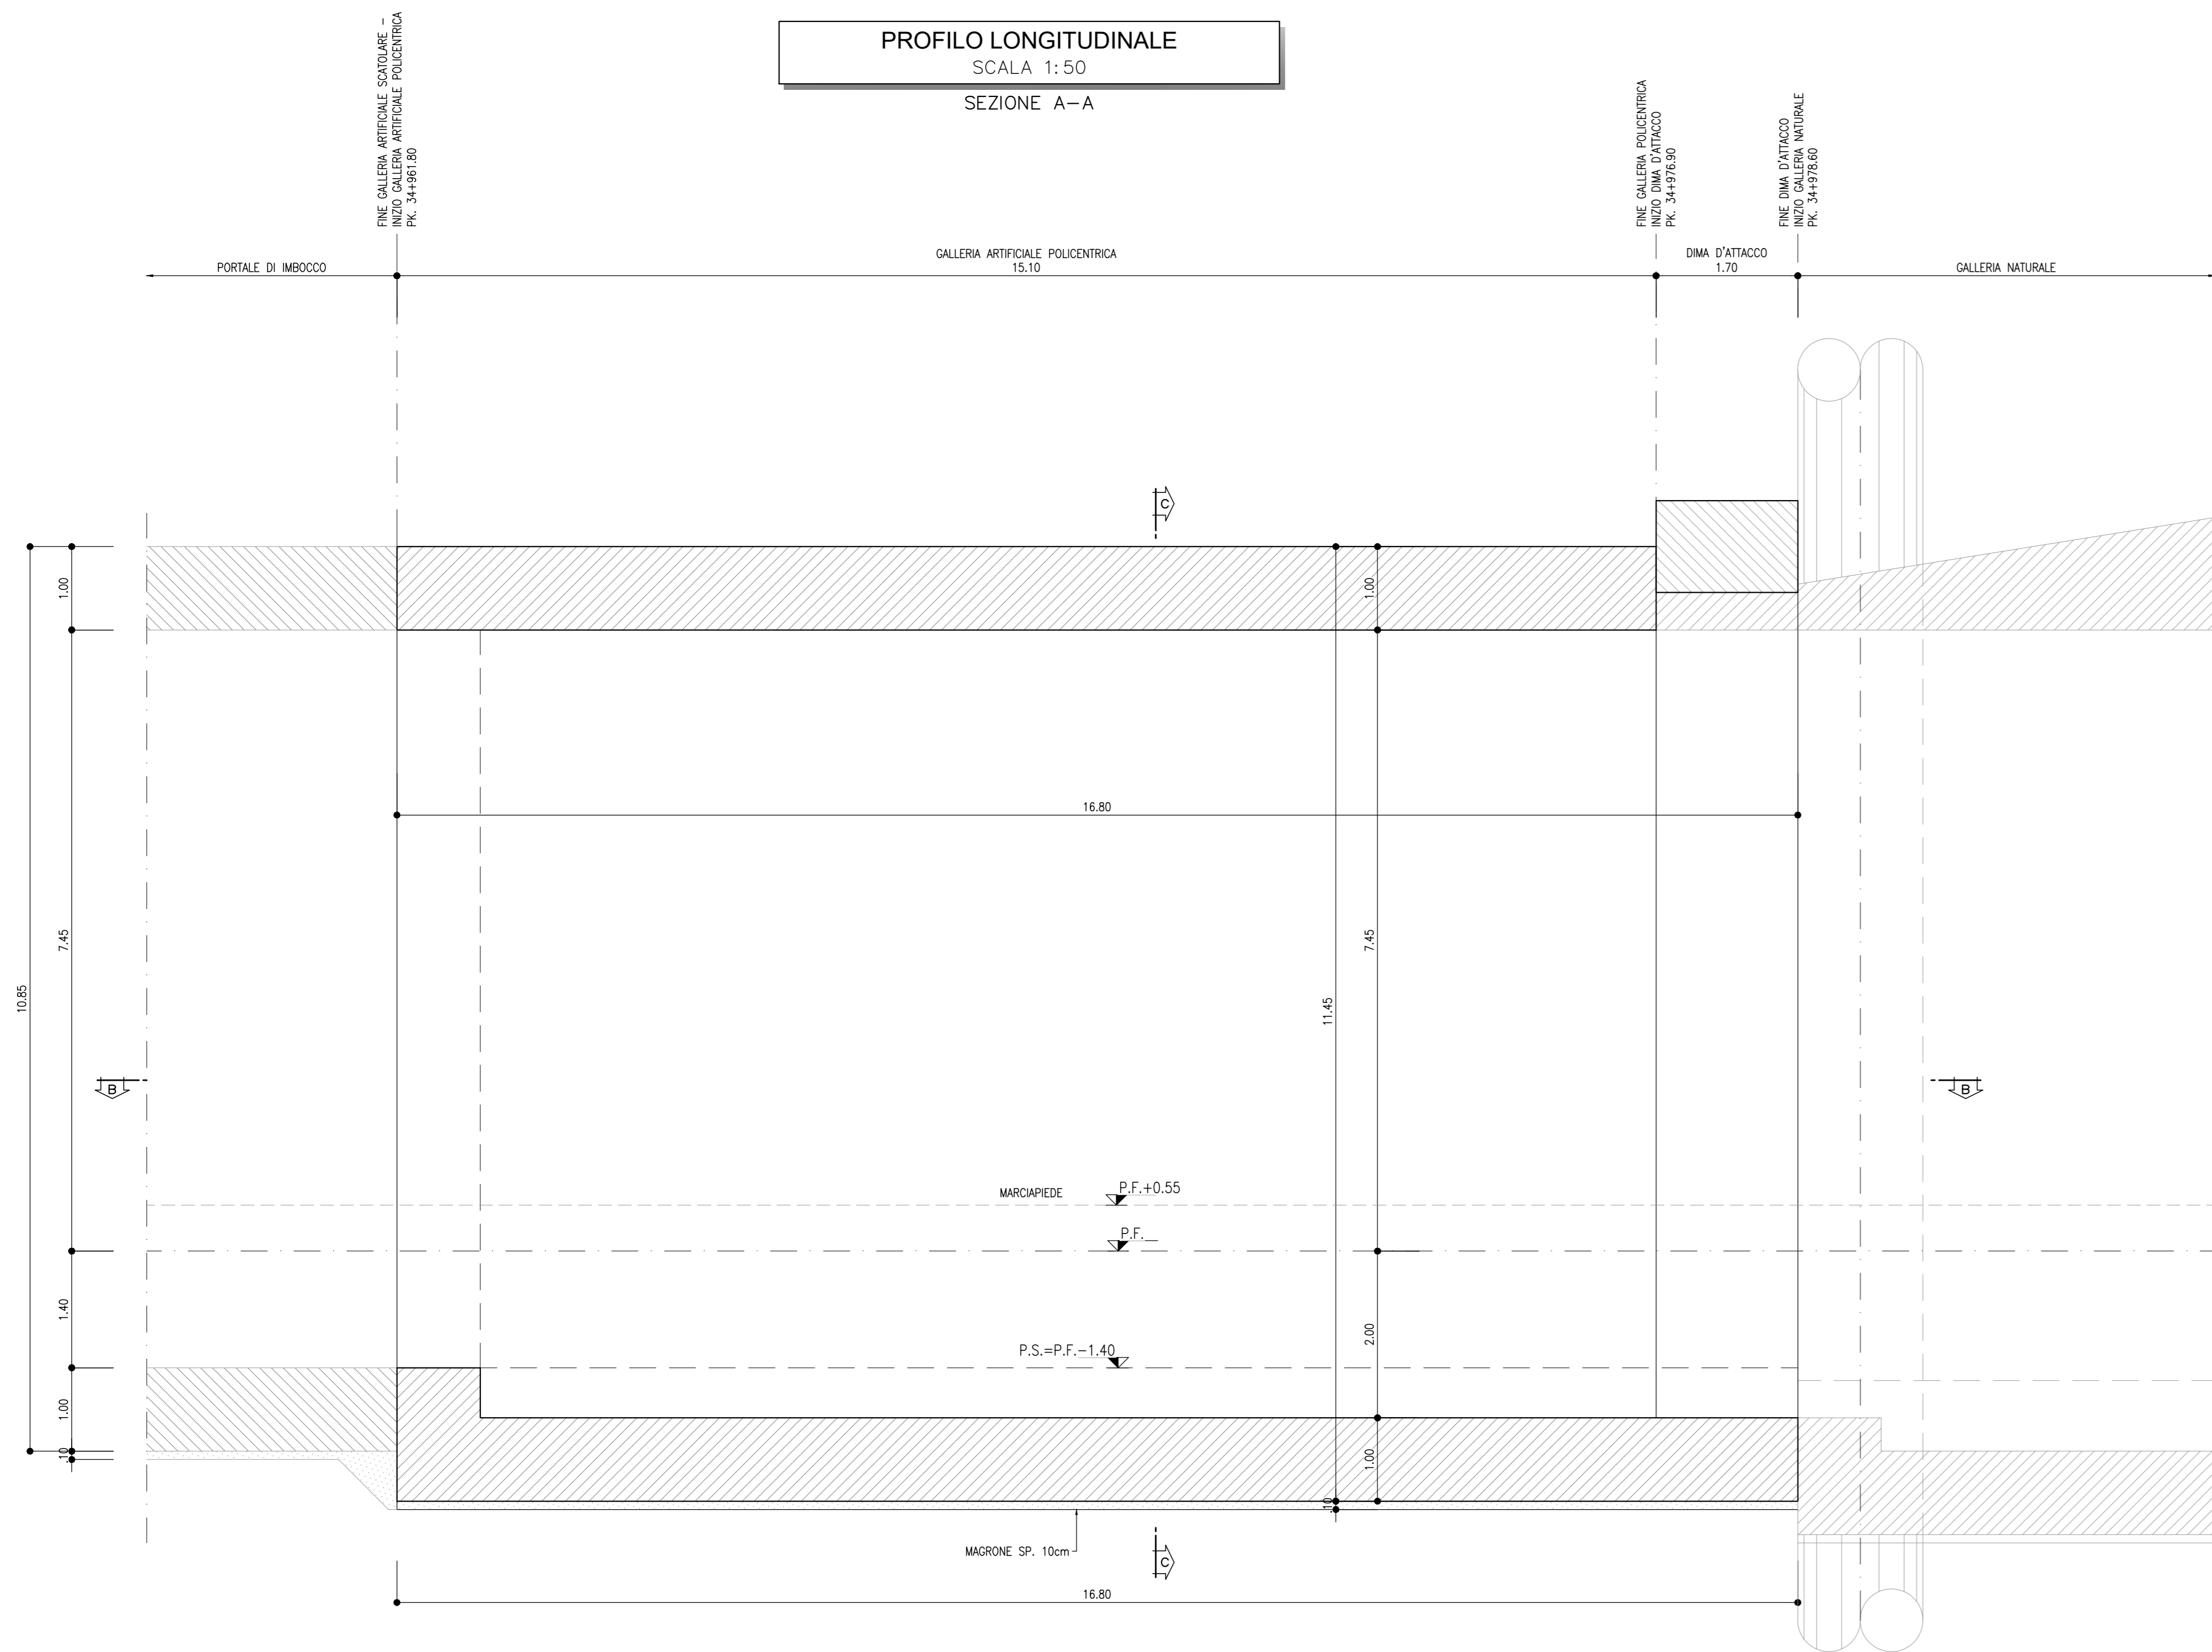 PROFILO LONGITUDINALE
SCALA 1:50
SEZIONE A-A
FINE GALLERIA ARTIFICIALE SCATOLARE -
INIZIO GALLERIA ARTIFICIALE POLICENTRICA
PK. 34+961.80
FINE GALLERIA POLICENTRICA
INIZIO DIMA D'ATTACCO
PK. 34+976.90
FINE DIMA D'ATTACCO
INIZIO GALLERIA NATURALE
PK. 34+978.60
PORTALE DI IMBOCCO
GALLERIA ARTIFICIALE POLICENTRICA
15.10
DIMA D'ATTACCO
1.70
GALLERIA NATURALE
C
1.00
1.00
16.80
7.45
7.45
10.85
11.45
B
B
MARCIAPIEDE
P.F.+0.55
P.F.
1.40
2.00
P.S.=P.F.-1.40
1.00
1.00
.10
.10
MAGRONE SP. 10cm
C
16.80